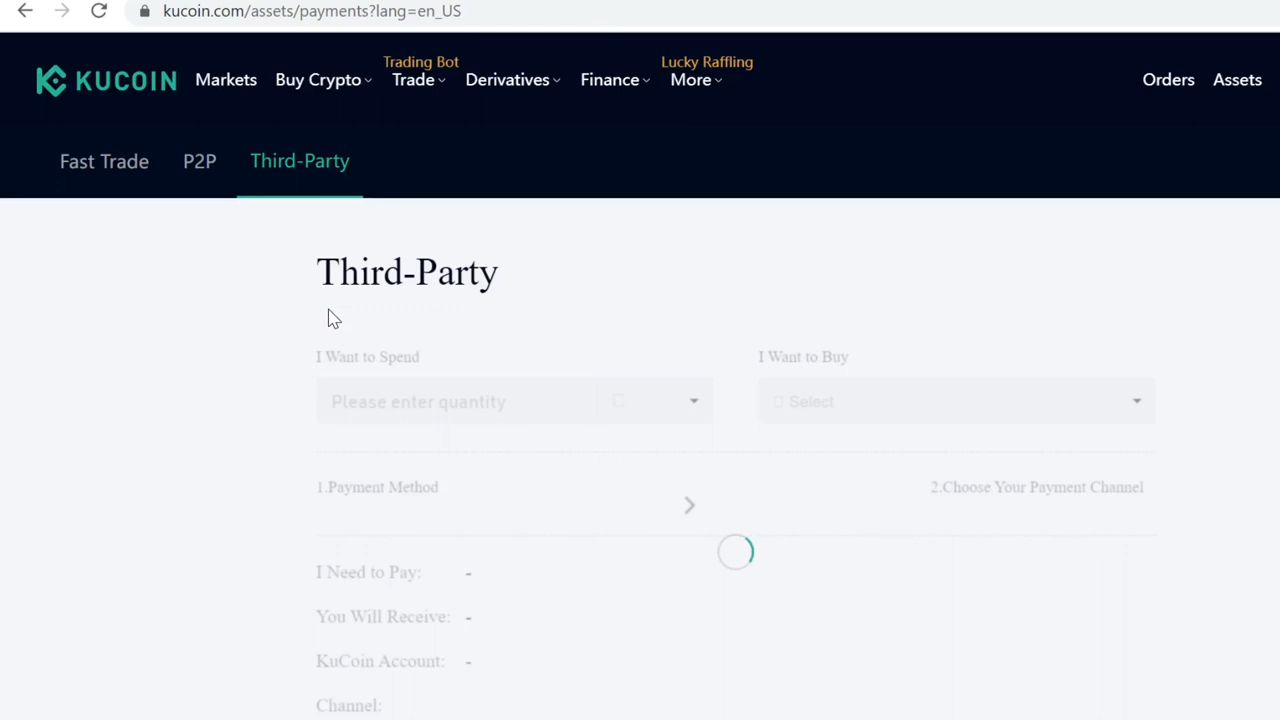 kucoin.com/assets/payments?lang=en_US
Trading Bot Lucky Raffling
KUCOIN Markets Buy Crypto Trade Derivatives Finance More Orders Assets
Fast Trade P2P Third-Party
Third-Party
I Want to Spend I Want to Buy
Please enter quantity Select
1.Payment Method 2.Choose Your Payment Channel
I Need to Pay: -
You Will Receive: -
KuCoin Account: -
Channel: